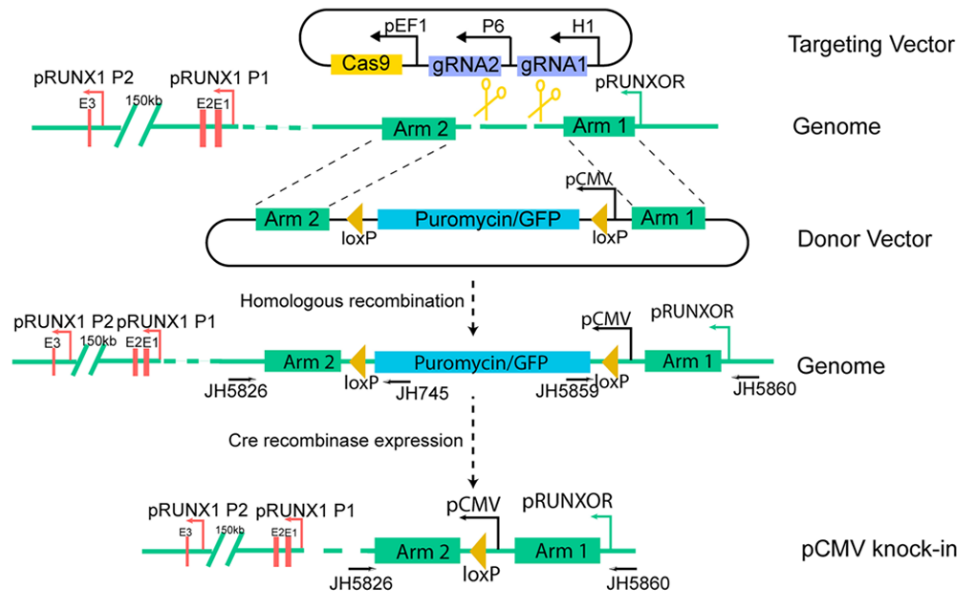 pEF1 P6 H1
Targeting Vector
Cas9 gRNA2 gRNA1
pRUNX1 P2 pRUNX1 P1 pRUNXOR
E3 150kb E2E1
Arm 2 Arm 1 Genome
pCMV
Arm 2 Puromycin/GFP Arm 1
loxP loxP Donor Vector
Homologous recombination
pRUNX1 P2 pRUNX1 P1 pCMV pRUNXOR
E3 150kb E2E1
Arm 2 Puromycin/GFP Arm 1 Genome
loxP loxP
JH5826 JH745 JH5859 JH5860
Cre recombinase expression
pRUNX1 P2 pRUNX1 P1 pCMV pRUNXOR
E3 150kb E2E1
Arm 2 Arm 1 pCMV knock-in
loxP
JH5826 JH5860